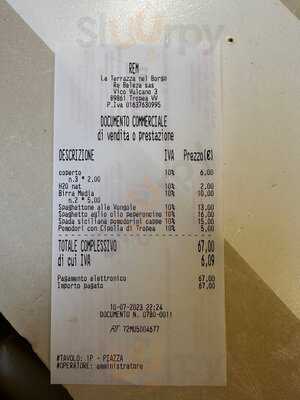 Sluurpy
REM
La Terrazza nel Borgo
Re Beleza sas
Vico Vulcano 3
89861 Tropea VV
P.Iva 01637630995
DOCUMENTO COMMERCIALE
di vendita o prestazione
DESCRIZIONE IVA Prezzo(€)
coperto 10% 6,00
n.3 * 2,00
H2O nat 10% 2,00
Birra Media 10% 10,00
n.2 * 5,00
Spaghettone alle Vongole 10% 13,00
Spaghetto aglio olio peperoncino 10% 16,00
Spada siciliana pomodorini cappe 10% 15,00
Pomodori con Cipolla di Tropea 10% 5,00
TOTALE COMPLESSIVO 67,00
di cui IVA 6,09
Pagamento elettronico 67,00
Importo pagato 67,00
10-07-2023 22:24
DOCUMENTO N. 0780-0011
RT 72MU5004677
#TAVOLO: 1P - PIAZZA
#OPERATORE: amministratore